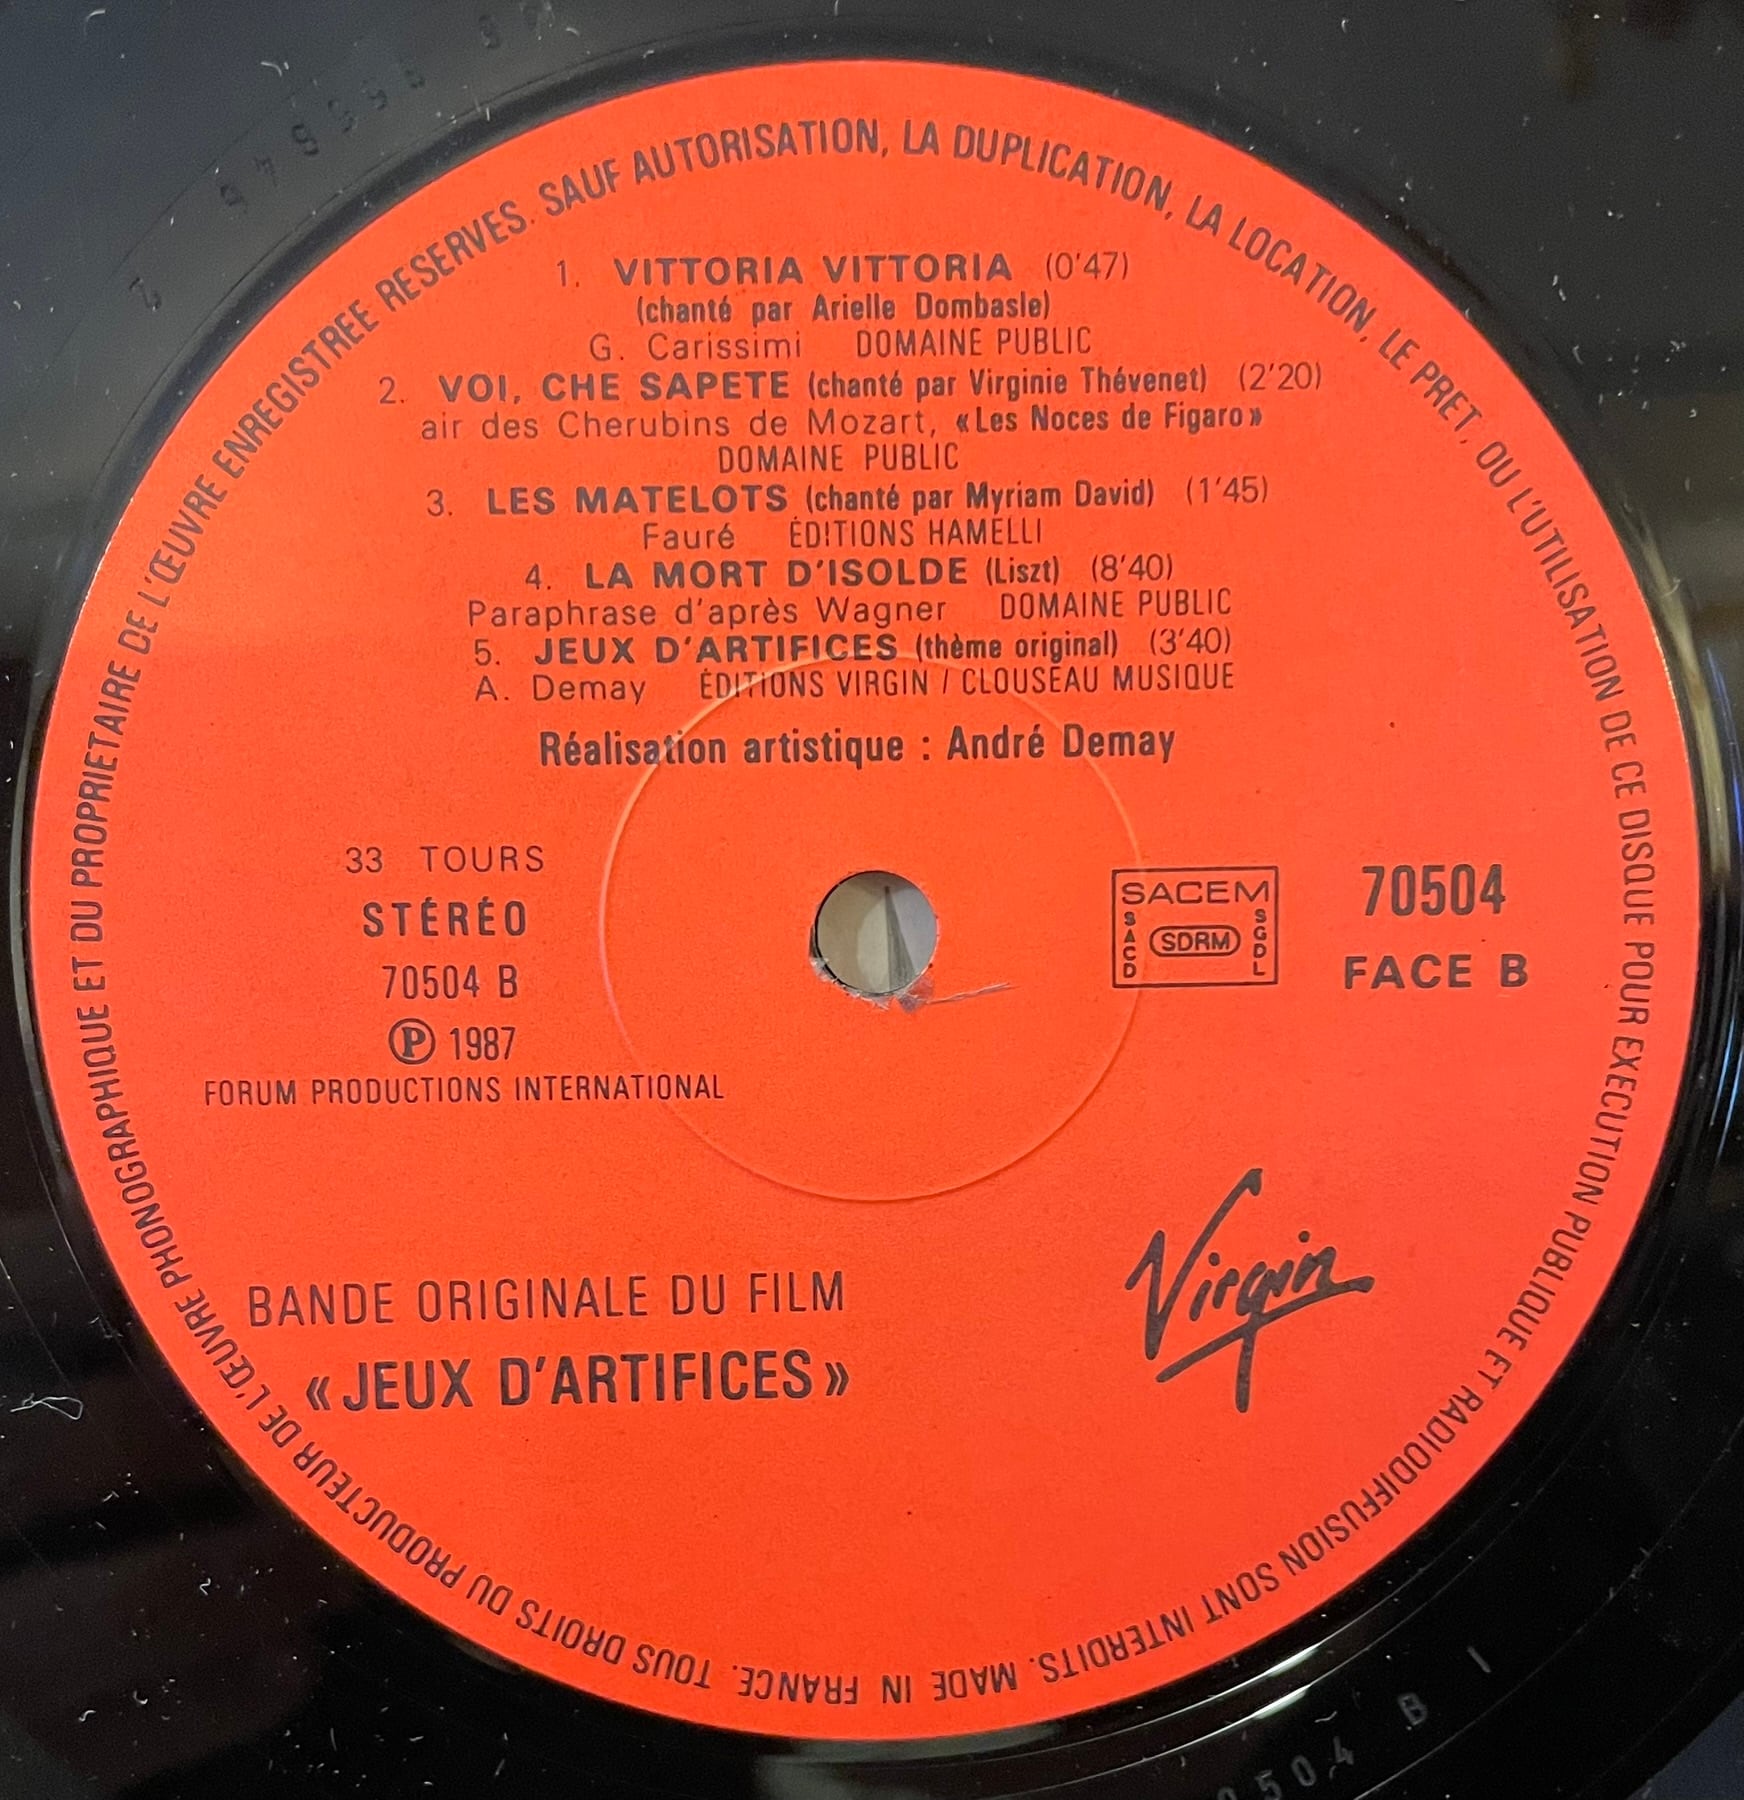 1. VITTORIA VITTORIA (0'47)
(chanté par Arielle Dombasle)
G. Carissimi DOMAINE PUBLIC
2. VOI, CHE SAPETE (chanté par Virginie Thévenet) (2'20)
air des Cherubins de Mozart, «Les Noces de Figaro»
DOMAINE PUBLIC
3. LES MATELOTS (chanté par Myriam David) (1'45)
Fauré ÉDITIONS HAMELLI
4. LA MORT D'ISOLDE (Liszt) (8'40)
Paraphrase d'après Wagner DOMAINE PUBLIC
5. JEUX D'ARTIFICES (thème original) (3'40)
A. Demay ÉDITIONS VIRGIN / CLOUSEAU MUSIQUE
Réalisation artistique : André Demay
33 TOURS
STÉRÉO
70504 B
Ⓟ 1987
FORUM PRODUCTIONS INTERNATIONAL
SACEM
SACD
SDRM
SGDL
70504
FACE B
BANDE ORIGINALE DU FILM
«JEUX D'ARTIFICES»
Virgin
TOUS DROITS DU PRODUCTEUR DE L'ŒUVRE PHONOGRAPHIQUE ET DU PROPRIETAIRE DE L'ŒUVRE ENREGISTREE RESERVES. SAUF AUTORISATION, LA DUPLICATION, LA LOCATION, LE PRET, OU L'UTILISATION DE CE DISQUE POUR EXECUTION PUBLIQUE ET RADIODIFFUSION SONT INTERDITS. MADE IN FRANCE.